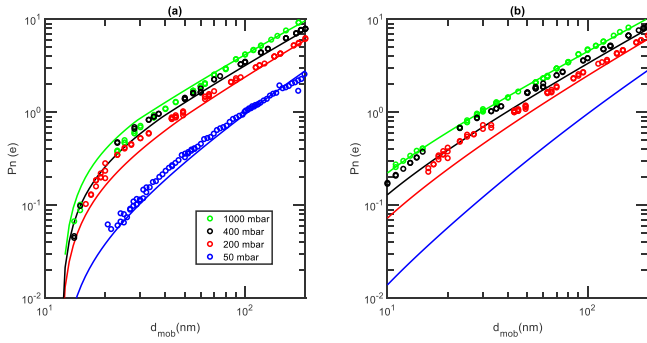 (a)
(b)
10^1
10^0
10^-1
10^-2
Pn (e)
10^1
10^0
10^-1
10^-2
Pn (e)
1000 mbar
400 mbar
200 mbar
50 mbar
10^1
10^2
d_mob(nm)
10^1
10^2
d_mob(nm)